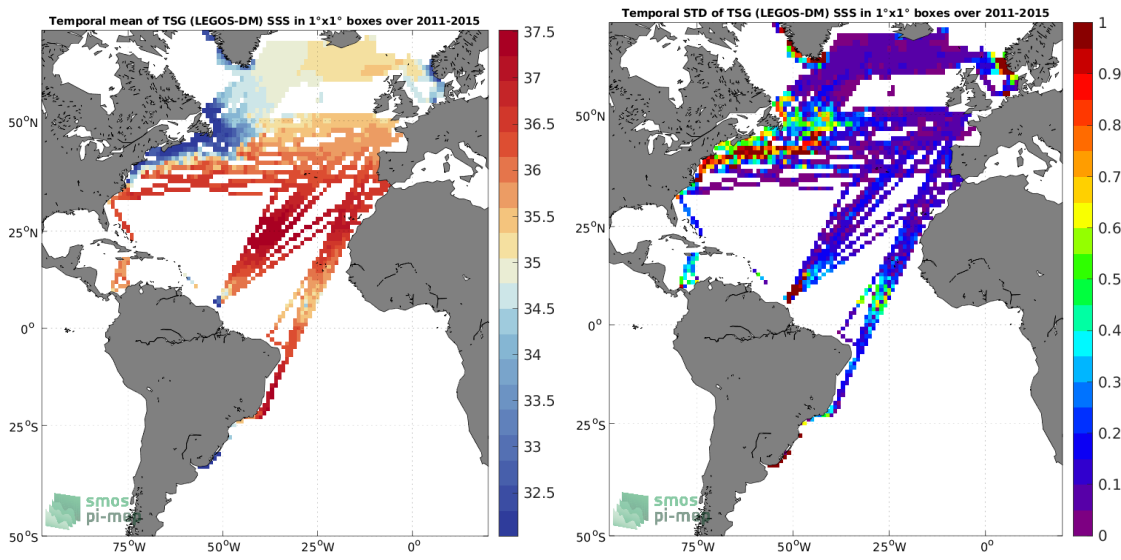 Temporal mean of TSG (LEGOS-DM) SSS in 1°x1° boxes over 2011-2015
50°N
25°N
0°
25°S
50°S
75°W
50°W
25°W
0°
37.5
37
36.5
36
35.5
35
34.5
34
33.5
33
32.5
smos
pi-mep
Temporal STD of TSG (LEGOS-DM) SSS in 1°x1° boxes over 2011-2015
50°N
25°N
0°
25°S
50°S
75°W
50°W
25°W
0°
1
0.9
0.8
0.7
0.6
0.5
0.4
0.3
0.2
0.1
0
smos
pi-mep